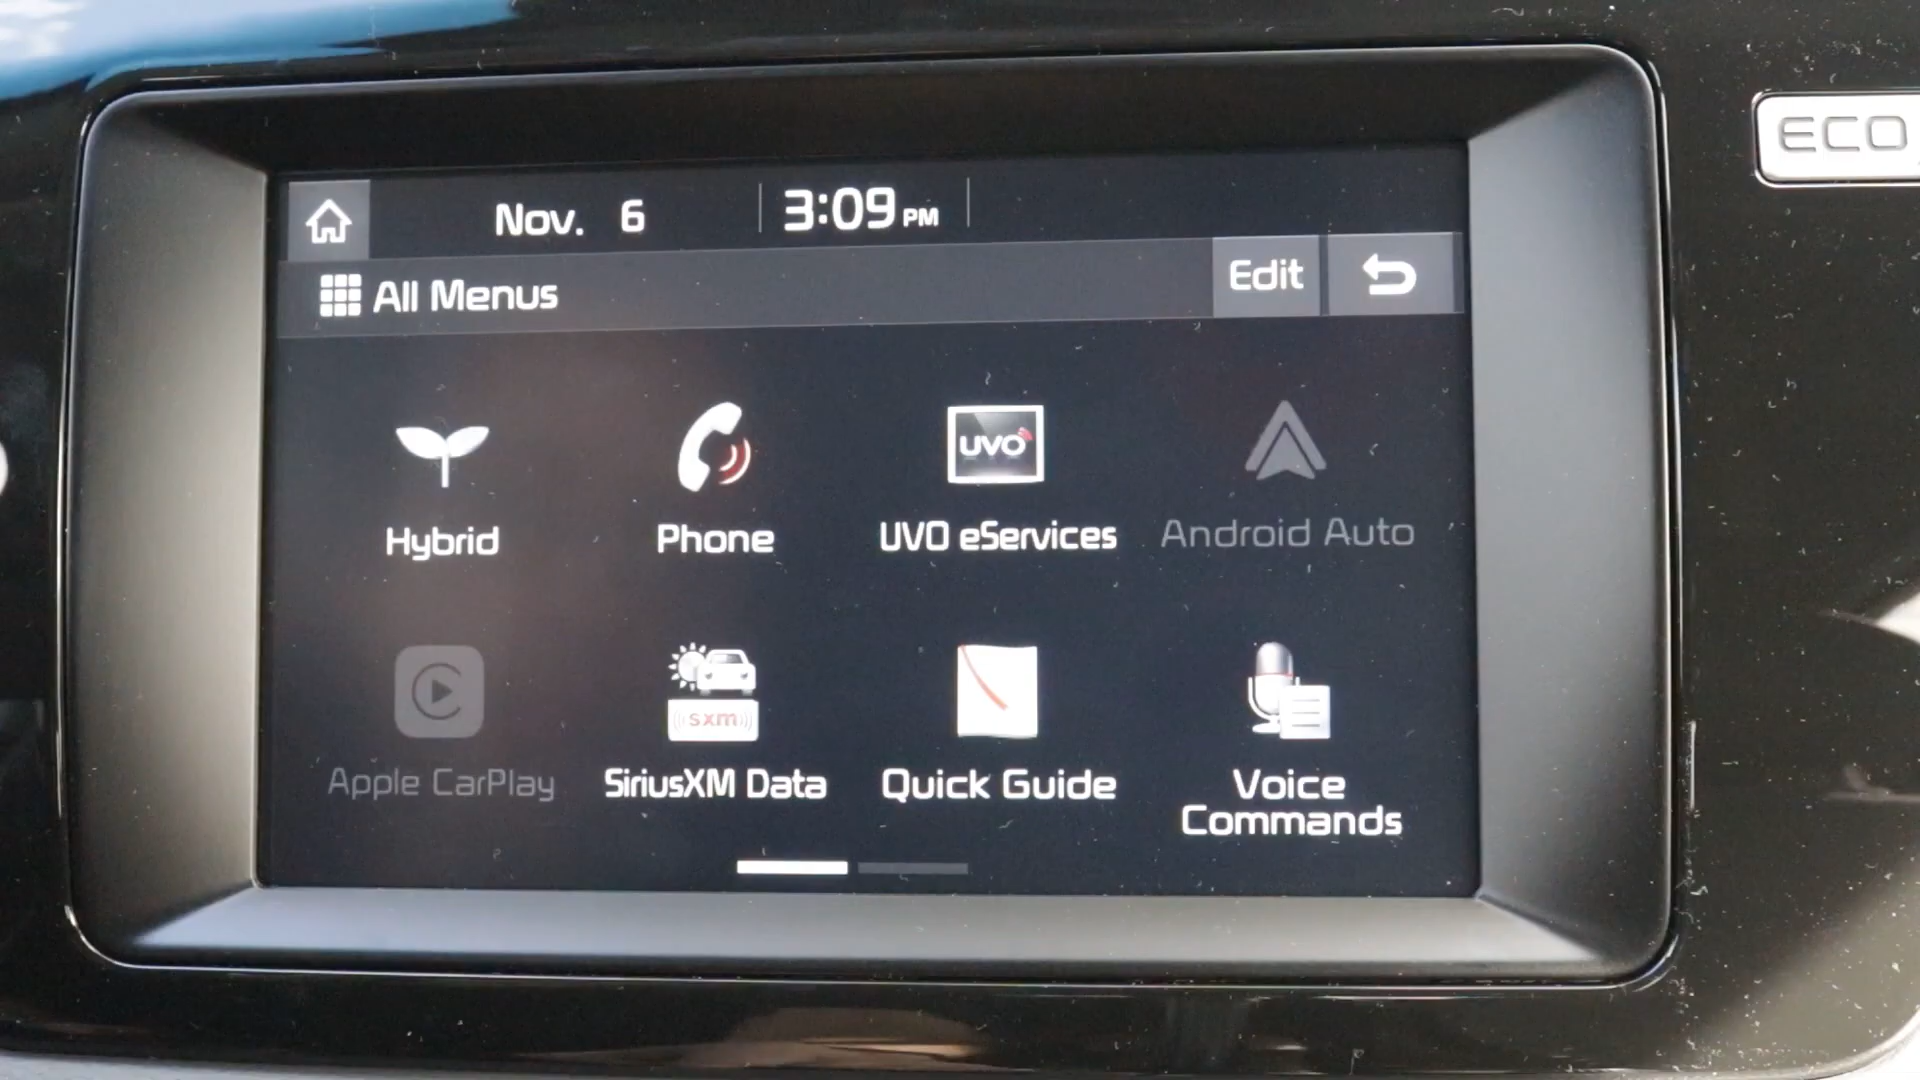 ECO
Nov. 6 3:09 PM
All Menus Edit
UVO
Hybrid Phone UVO eServices Android Auto
sxm
Apple CarPlay SiriusXM Data Quick Guide Voice
Commands